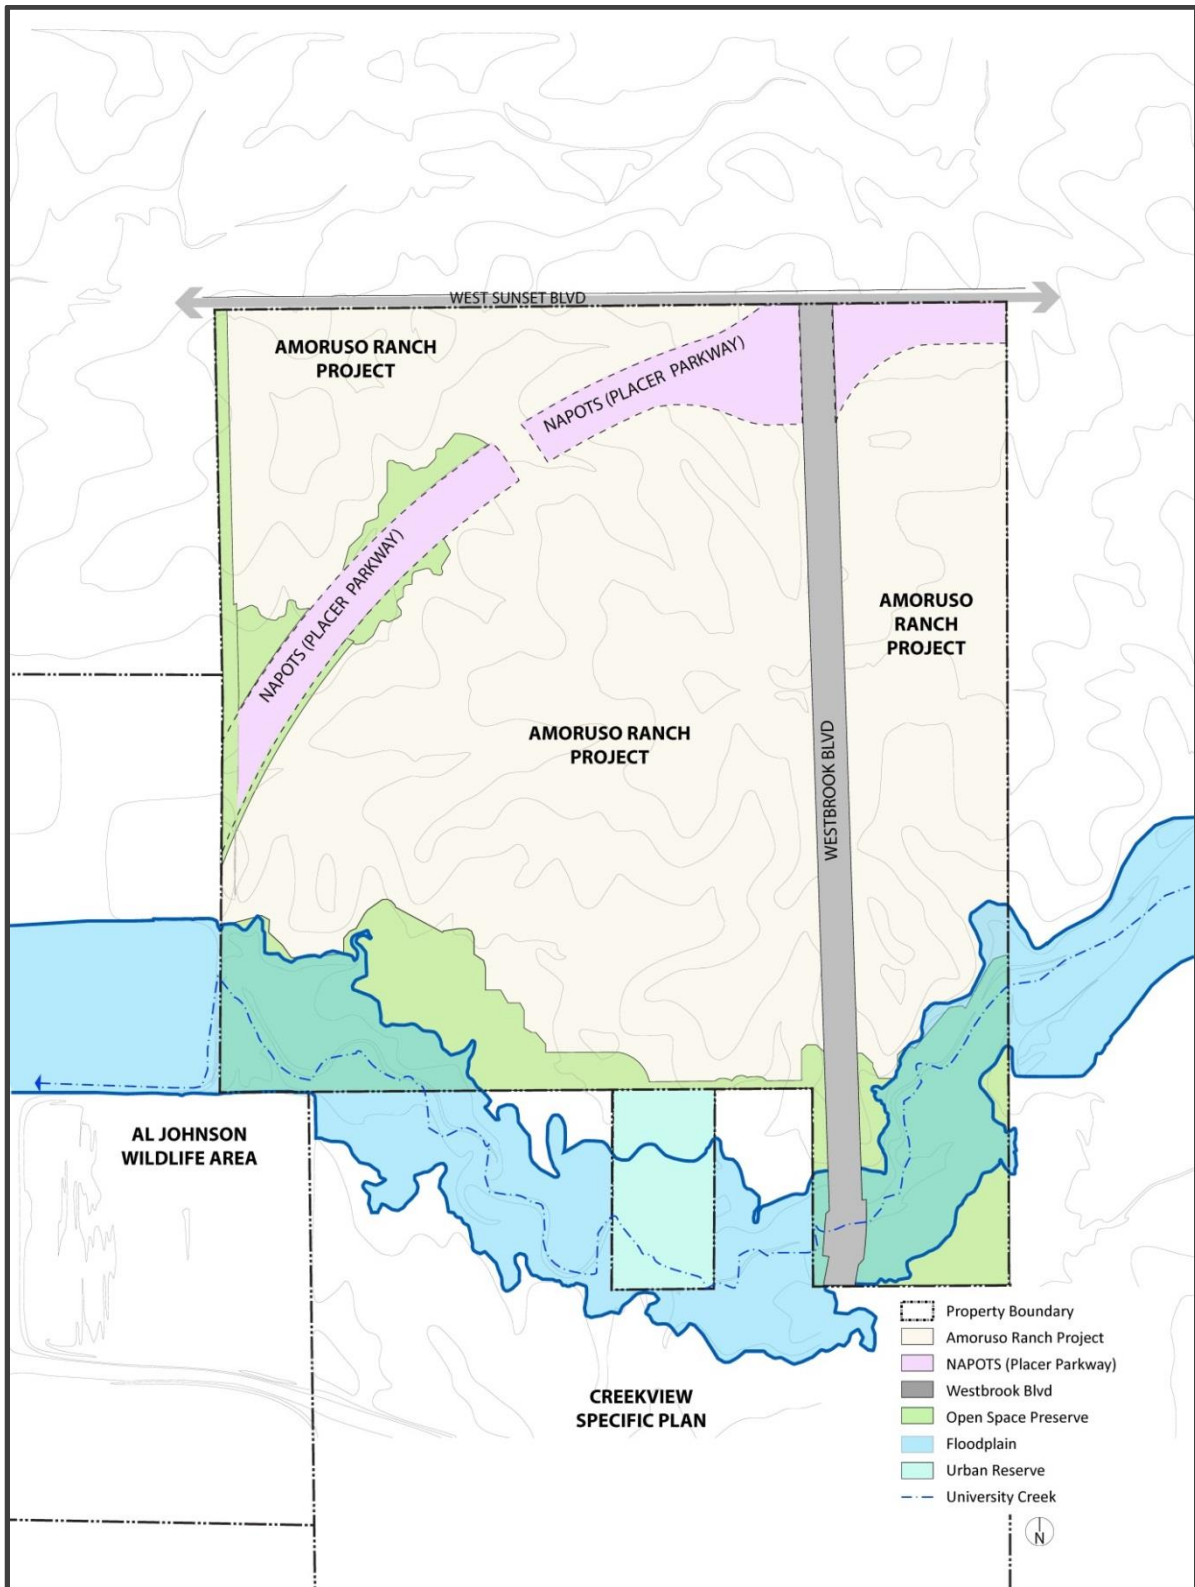 WEST SUNSET BLVD
AMORUSO RANCH
PROJECT
NAPOTS (PLACER PARKWAY)
NAPOTS (PLACER PARKWAY)
AMORUSO
RANCH
PROJECT
AMORUSO RANCH
PROJECT
WESTBROOK BLVD
AL JOHNSON
WILDLIFE AREA
CREEKVIEW
SPECIFIC PLAN
Property Boundary
Amoruso Ranch Project
NAPOTS (Placer Parkway)
Westbrook Blvd
Open Space Preserve
Floodplain
Urban Reserve
University Creek
N